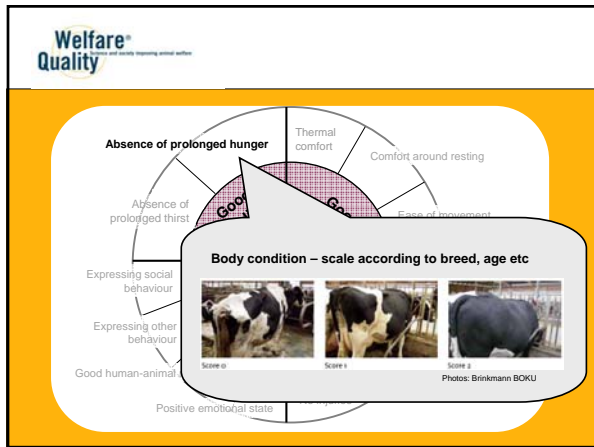 Welfare®
Science and society improving animal welfare
Quality
Absence of prolonged hunger
Thermal
comfort
Comfort around resting
Absence of
prolonged thirst
Ease of movement
Body condition – scale according to breed, age etc
Expressing social
behaviour
Expressing other
behaviour
Score 0
Score 1
Score 2
Photos: Brinkmann BOKU
Good human-animal
Positive emotional state